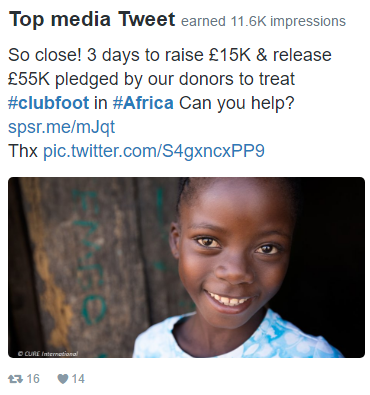 Top media Tweet earned 11.6K impressions
So close! 3 days to raise £15K & release
£55K pledged by our donors to treat
#clubfoot in #Africa Can you help?
spsr.me/mJqt
Thx pic.twitter.com/S4gxncxPP9
© CURE International
16 14